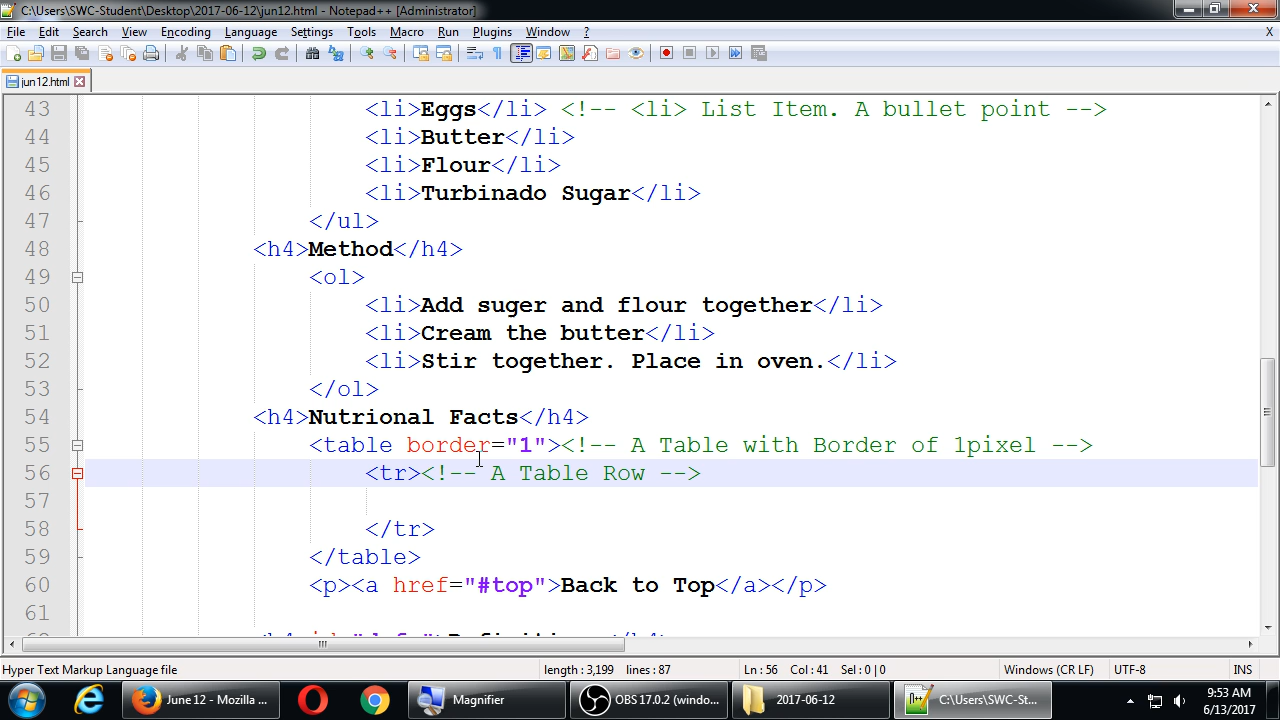 C:\Users\SWC-Student\Desktop\2017-06-12\jun12.html - Notepad++ [Administrator]
File Edit Search View Encoding Language Settings Tools Macro Run Plugins Window ? X
jun12.html
43 <li>Eggs</li> <!-- <li> List Item. A bullet point -->
44 <li>Butter</li>
45 <li>Flour</li>
46 <li>Turbinado Sugar</li>
47 </ul>
48 <h4>Method</h4>
49 <ol>
50 <li>Add suger and flour together</li>
51 <li>Cream the butter</li>
52 <li>Stir together. Place in oven.</li>
53 </ol>
54 <h4>Nutrional Facts</h4>
55 <table border="1"><!-- A Table with Border of 1pixel -->
56 <tr><!-- A Table Row -->
57
58 </tr>
59 </table>
60 <p><a href="#top">Back to Top</a></p>
61
Hyper Text Markup Language file length : 3,199 lines : 87 Ln : 56 Col : 41 Sel : 0 | 0 Windows (CR LF) UTF-8 INS
June 12 - Mozilla ... Magnifier OBS 17.0.2 (windo... 2017-06-12 C:\Users\SWC-St... 9:53 AM
6/13/2017